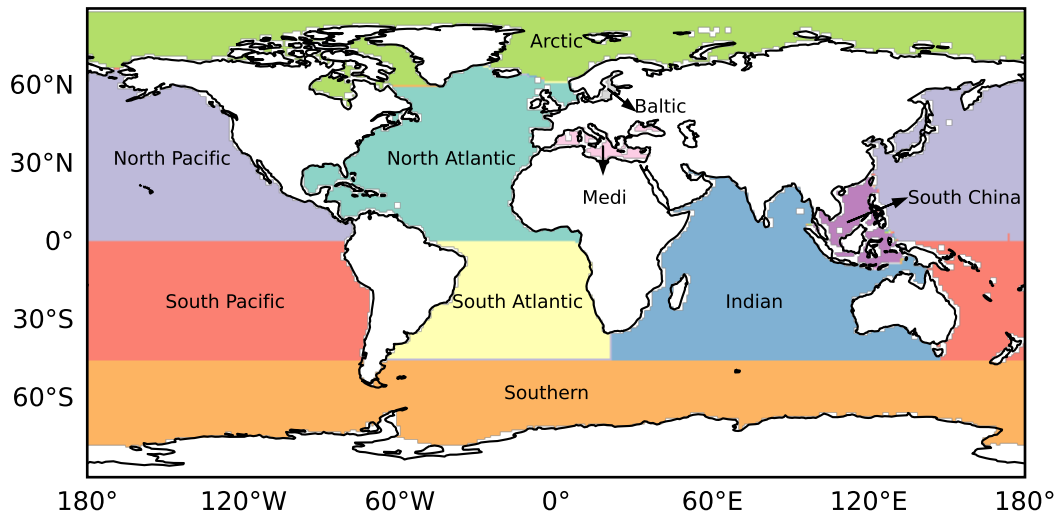 Arctic
60°N
Baltic
30°N
North Pacific
North Atlantic
Medi
South China
0°
South Pacific
South Atlantic
Indian
30°S
60°S
Southern
180°
120°W
60°W
0°
60°E
120°E
180°